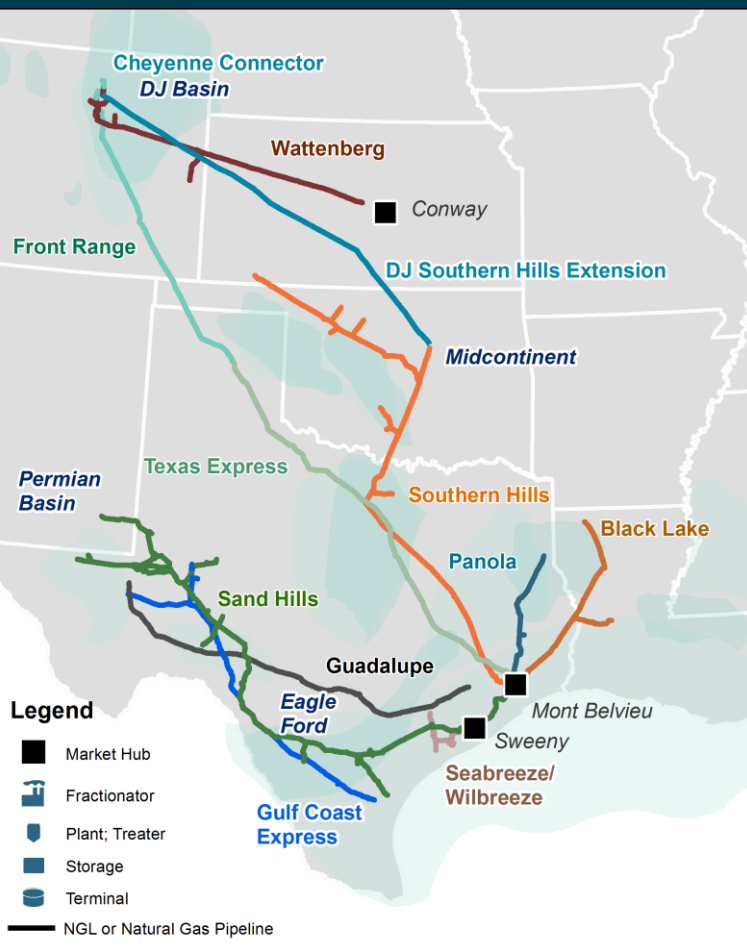 Cheyenne Connector
DJ Basin
Wattenberg
Conway
Front Range
DJ Southern Hills Extension
Midcontinent
Texas Express
Permian
Basin
Southern Hills
Black Lake
Panola
Sand Hills
Guadalupe
Eagle
Ford
Mont Belvieu
Sweeny
Seabreeze/
Wilbreeze
Gulf Coast
Express
Legend
Market Hub
Fractionator
Plant; Treater
Storage
Terminal
NGL or Natural Gas Pipeline